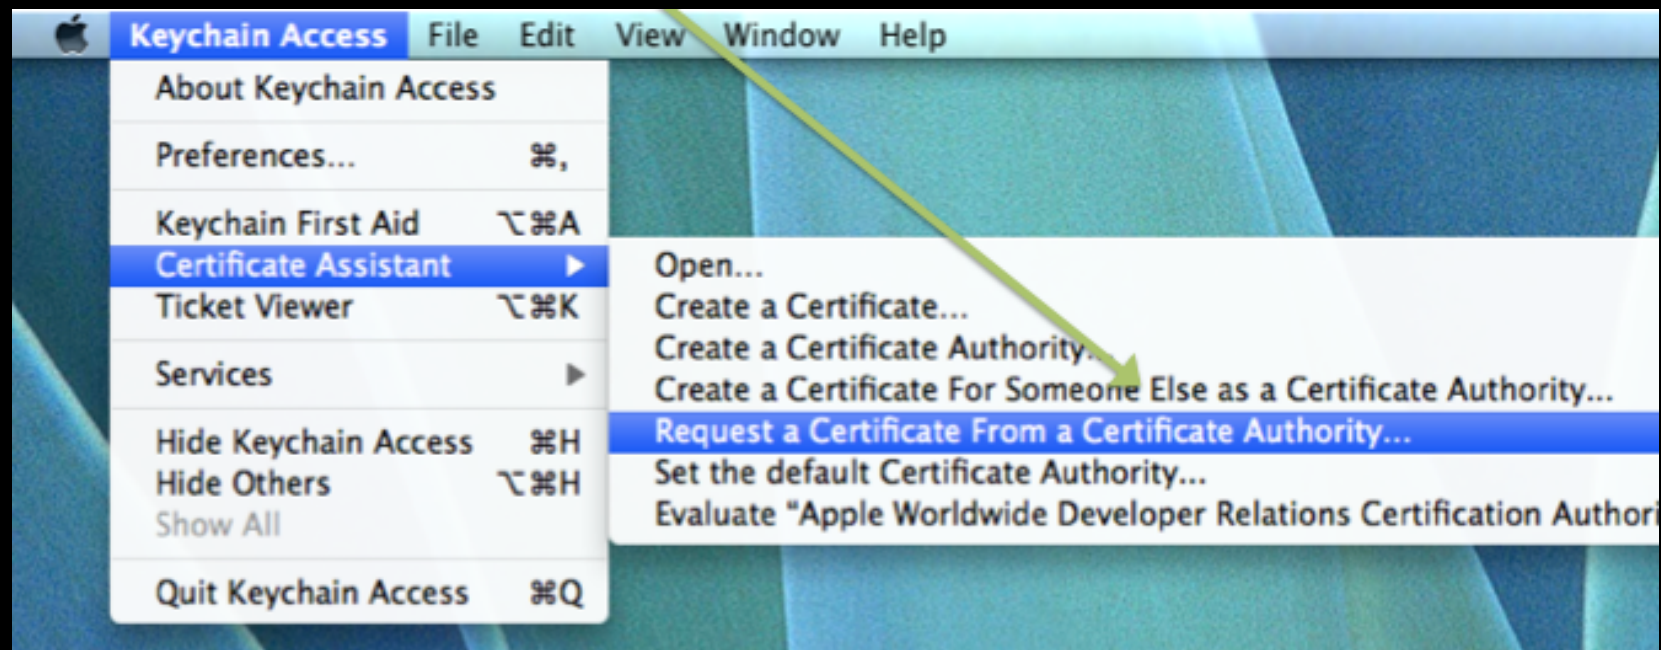 Keychain Access File Edit View Window Help
About Keychain Access
Preferences... ⌘,
Keychain First Aid ⌥⌘A
Certificate Assistant ▶
Ticket Viewer ⌥⌘K
Services ▶
Hide Keychain Access ⌘H
Hide Others ⌥⌘H
Show All
Quit Keychain Access ⌘Q
Open...
Create a Certificate...
Create a Certificate Authority...
Create a Certificate For Someone Else as a Certificate Authority...
Request a Certificate From a Certificate Authority...
Set the default Certificate Authority...
Evaluate “Apple Worldwide Developer Relations Certification Authori